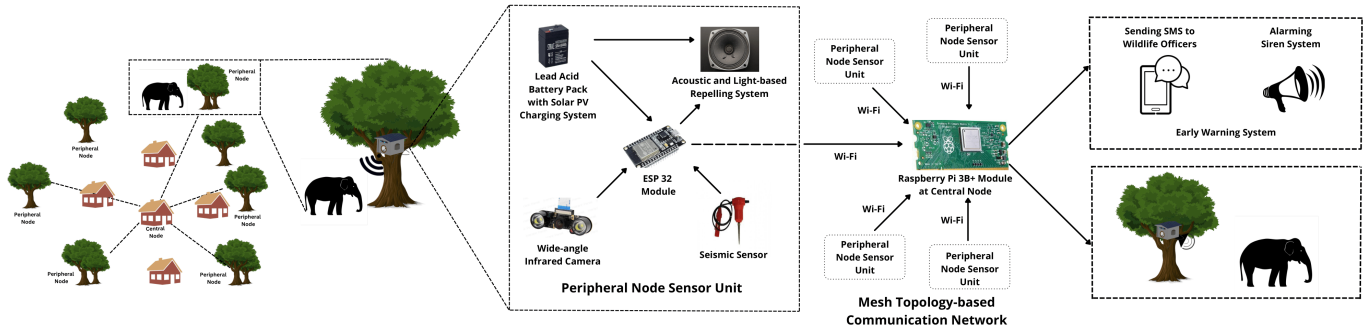 Peripheral
Node
Peripheral
Node
Peripheral
Node
Peripheral
Node
Peripheral
Node
Central
Node
Peripheral
Node
Peripheral
Node
Lead Acid
Battery Pack
with Solar PV
Charging System
Acoustic and Light-based
Repelling System
ESP 32
Module
Wide-angle
Infrared Camera
Seismic Sensor
Peripheral Node Sensor Unit
Peripheral
Node Sensor
Unit
Peripheral
Node Sensor
Unit
Wi-Fi
Wi-Fi
Wi-Fi
Raspberry Pi 3B+ Module
at Central Node
Wi-Fi
Wi-Fi
Peripheral
Node Sensor
Unit
Peripheral
Node Sensor
Unit
Mesh Topology-based
Communication Network
Sending SMS to
Wildlife Officers
Alarming
Siren System
Early Warning System